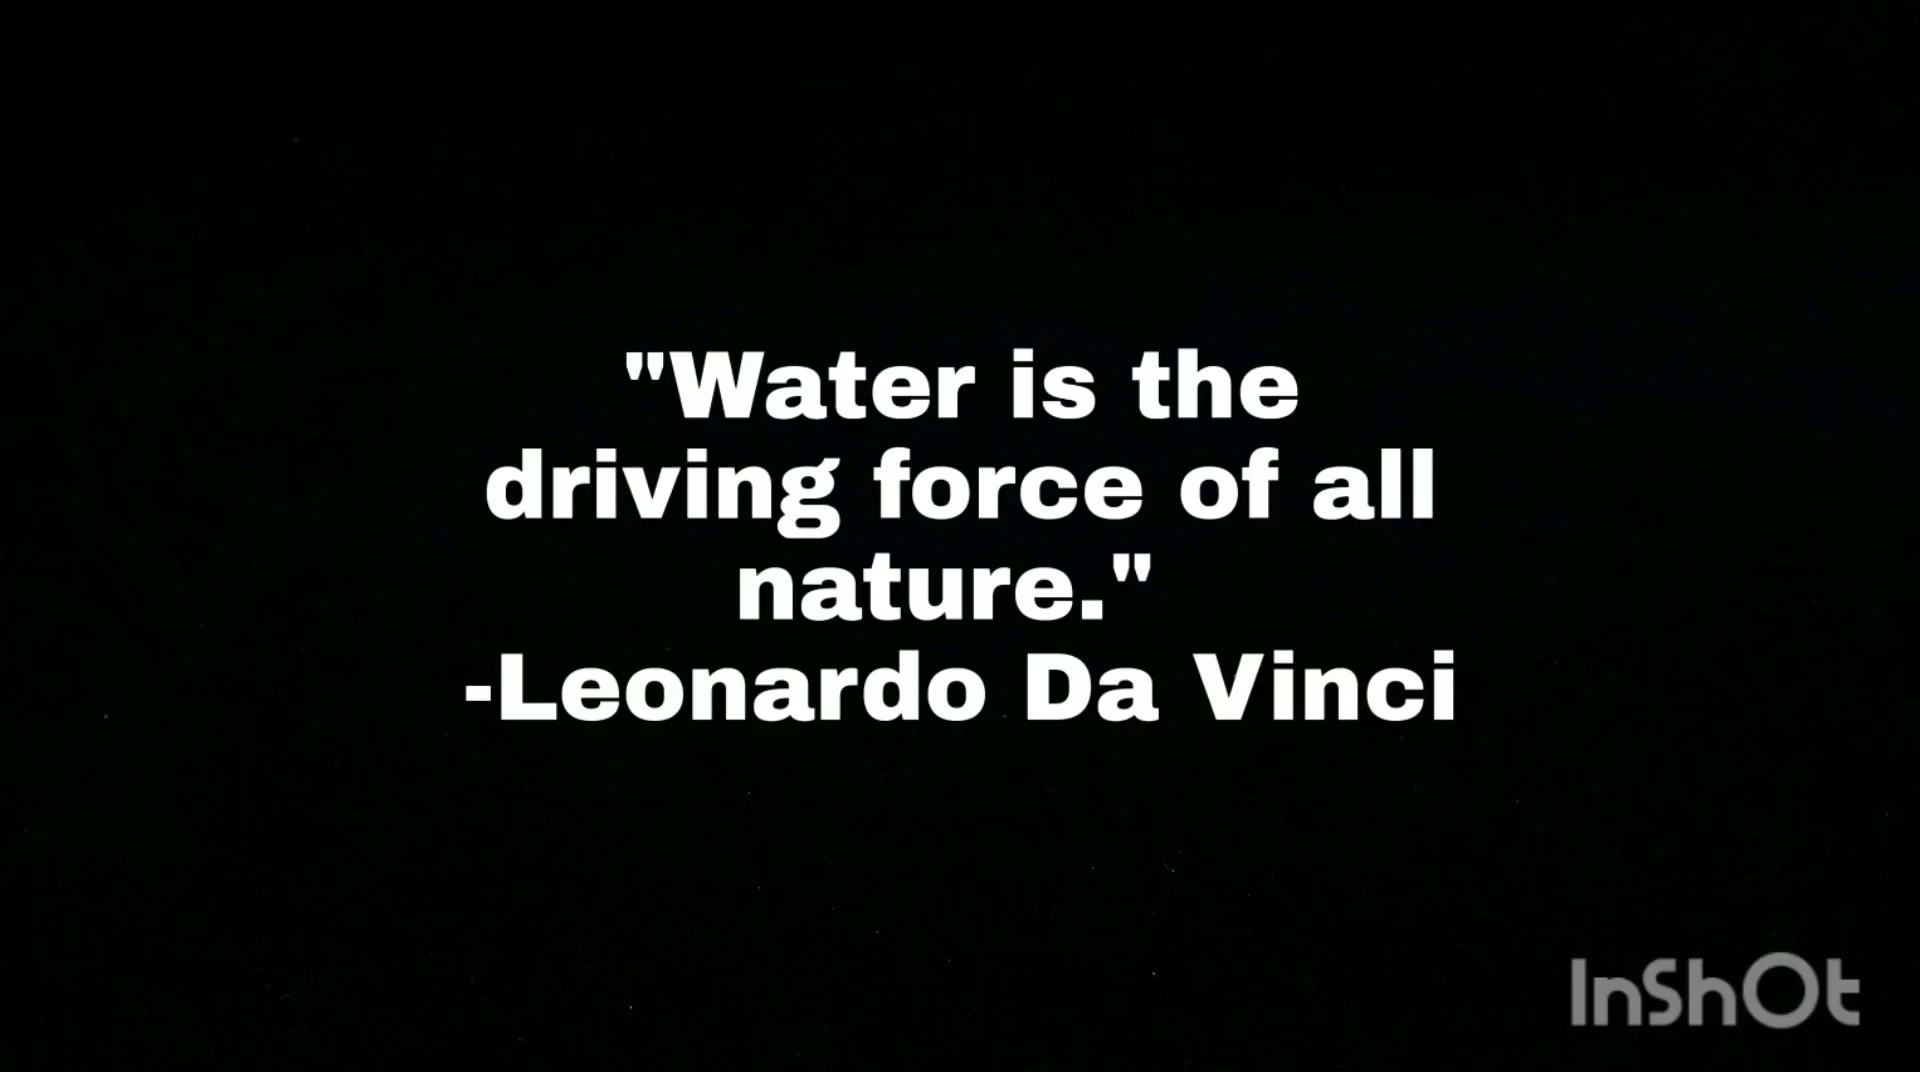 "Water is the
driving force of all
nature."
-Leonardo Da Vinci
InShOt